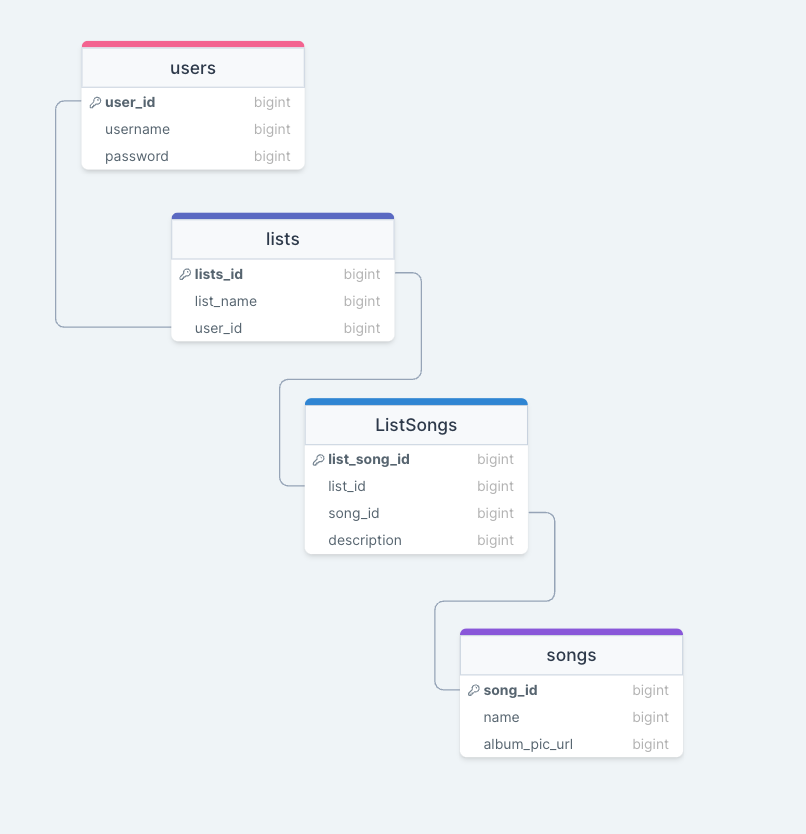 users
user_id bigint
username bigint
password bigint
lists
lists_id bigint
list_name bigint
user_id bigint
ListSongs
list_song_id bigint
list_id bigint
song_id bigint
description bigint
songs
song_id bigint
name bigint
album_pic_url bigint